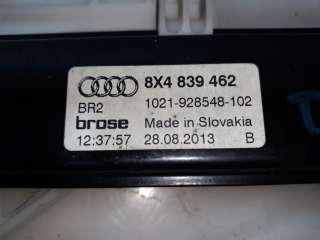 8X4 839 462
BR2 1021-928548-102
brose Made in Slovakia
12:37:57 28.08.2013 B